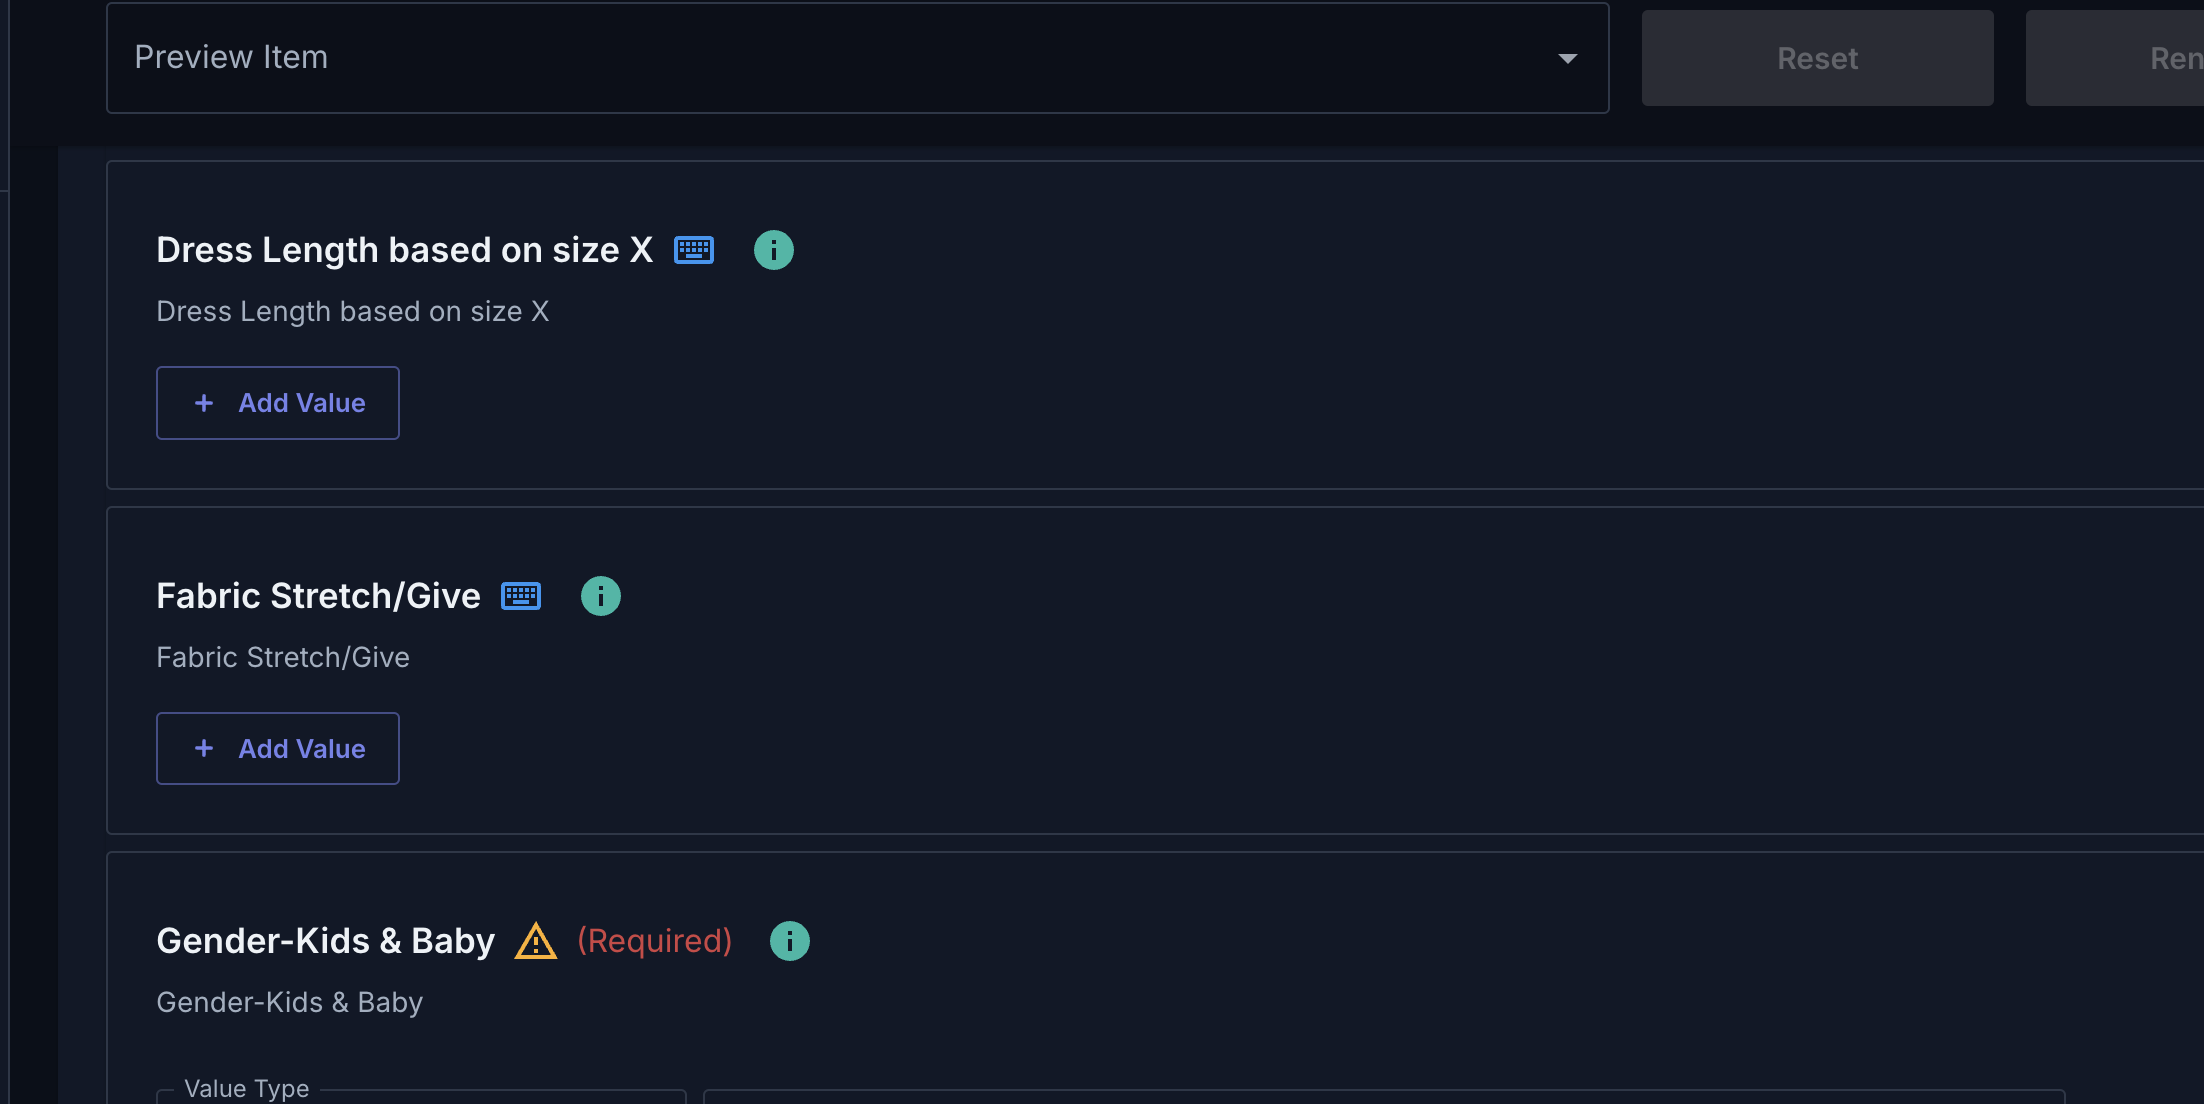 Preview Item
Reset
Ren
Dress Length based on size X
Dress Length based on size X
+ Add Value
Fabric Stretch/Give
Fabric Stretch/Give
+ Add Value
Gender-Kids & Baby (Required)
Gender-Kids & Baby
Value Type